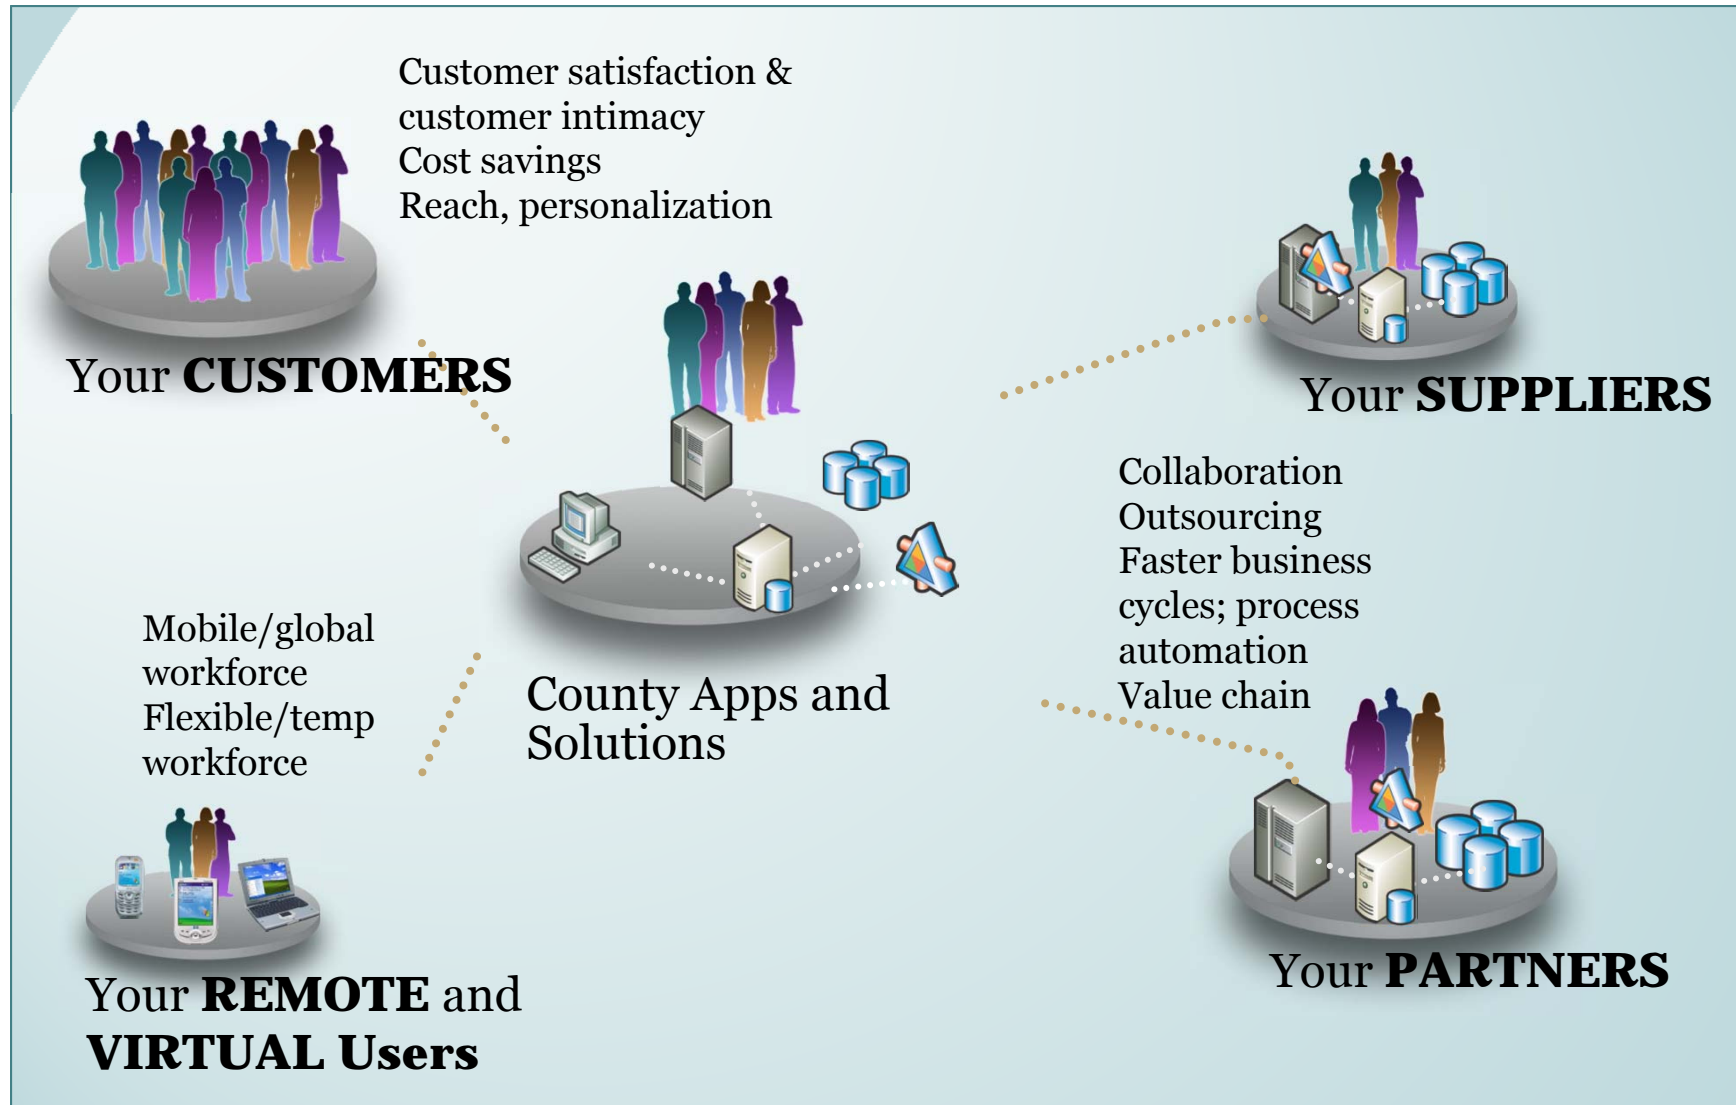 Customer satisfaction &
customer intimacy
Cost savings
Reach, personalization
Your CUSTOMERS
Your SUPPLIERS
Collaboration
Outsourcing
Faster business
cycles; process
automation
Value chain
Mobile/global
workforce
Flexible/temp
workforce
County Apps and
Solutions
Your PARTNERS
Your REMOTE and
VIRTUAL Users